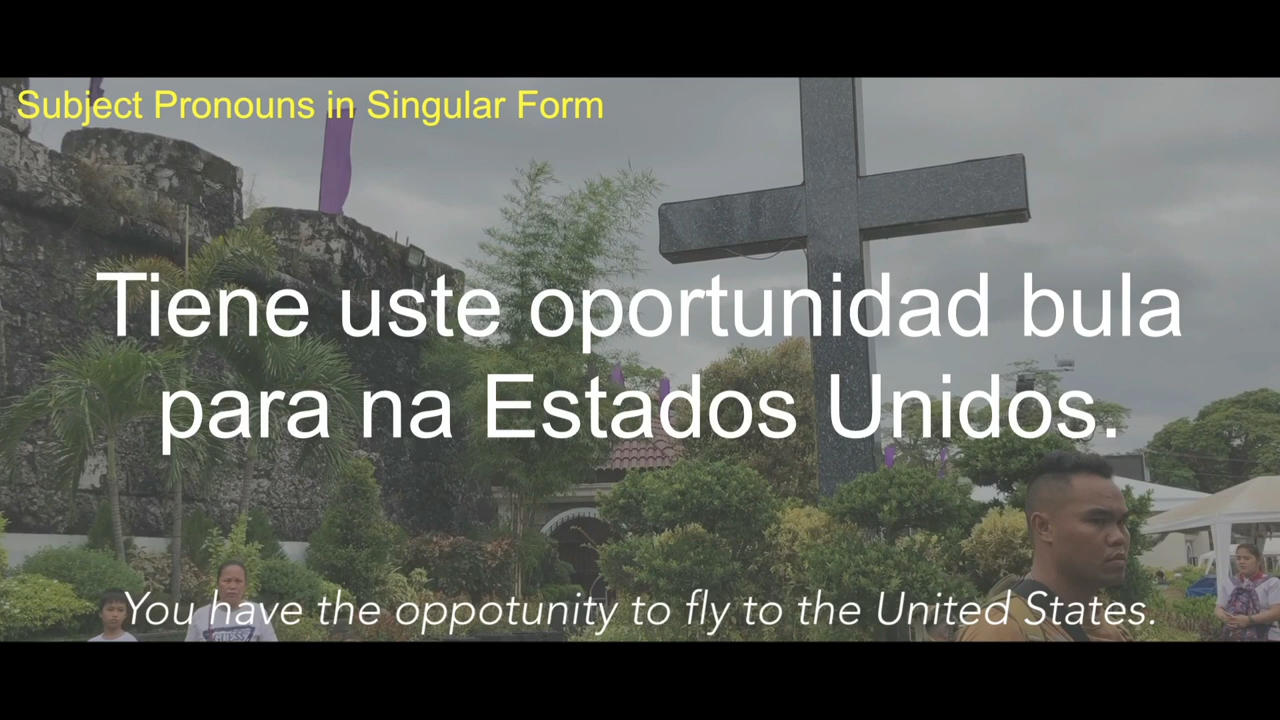 Subject Pronouns in Singular Form
Tiene uste oportunidad bula
para na Estados Unidos.
You have the oppotunity to fly to the United States.
GUESS